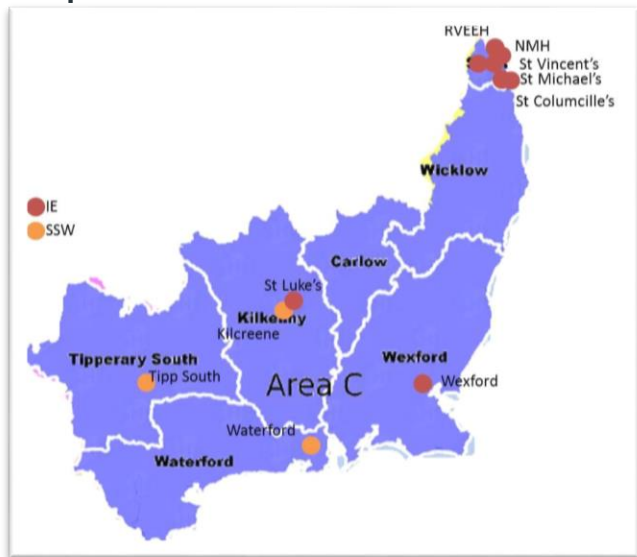 RVEEH
NMH
St Vincent's
St Michael's
St Columcille's
Wicklow
IE
SSW
Carlow
St Luke's
Kilkenny
Kilcreene
Tipperary South
Tipp South
Wexford
Wexford
Area C
Waterford
Waterford